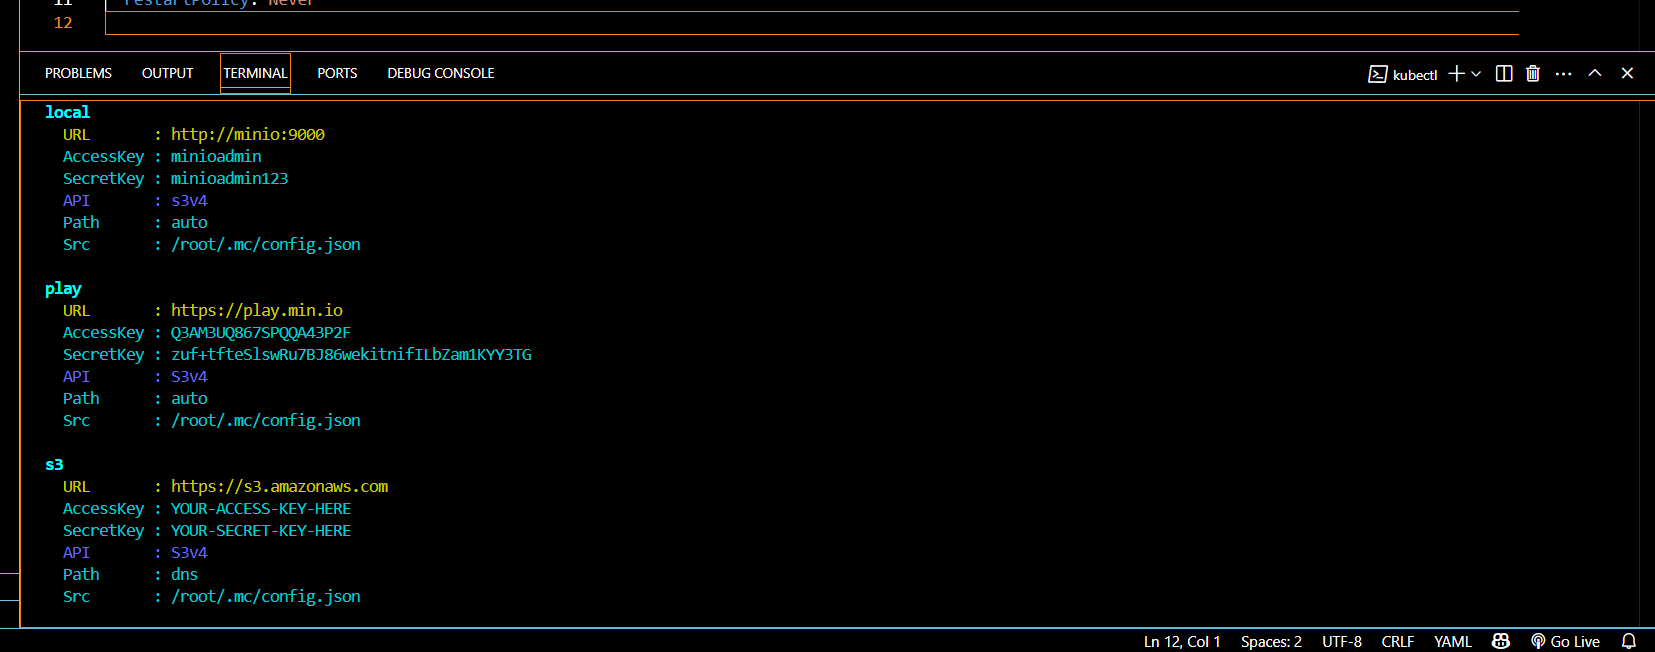 11 restartPolicy: Never
12
PROBLEMS OUTPUT TERMINAL PORTS DEBUG CONSOLE kubectl
local
URL : http://minio:9000
AccessKey : minioadmin
SecretKey : minioadmin123
API : s3v4
Path : auto
Src : /root/.mc/config.json
play
URL : https://play.min.io
AccessKey : Q3AM3UQ867SPQQA43P2F
SecretKey : zuf+tfteSlswRu7BJ86wekitnifILbZam1KYY3TG
API : S3v4
Path : auto
Src : /root/.mc/config.json
s3
URL : https://s3.amazonaws.com
AccessKey : YOUR-ACCESS-KEY-HERE
SecretKey : YOUR-SECRET-KEY-HERE
API : S3v4
Path : dns
Src : /root/.mc/config.json
Ln 12, Col 1 Spaces: 2 UTF-8 CRLF YAML Go Live